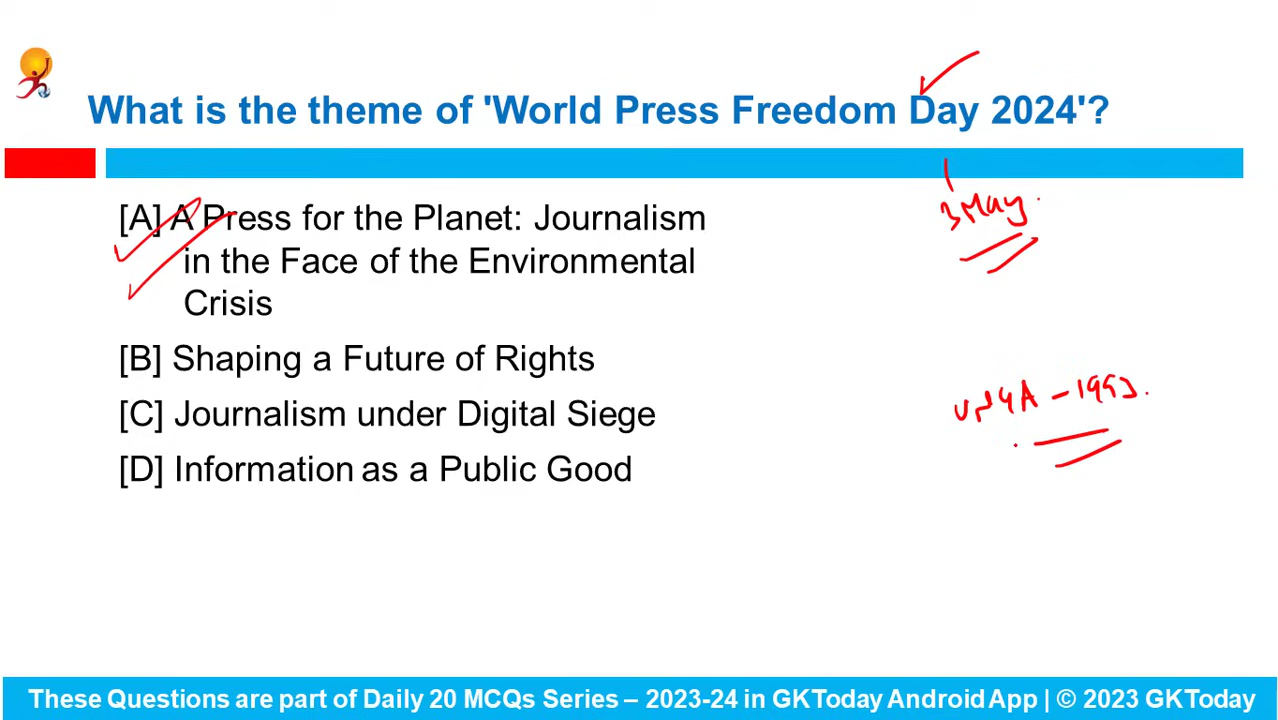 What is the theme of 'World Press Freedom Day 2024'?
3 May.
[A] A Press for the Planet: Journalism
in the Face of the Environmental
Crisis
[B] Shaping a Future of Rights
[C] Journalism under Digital Siege
[D] Information as a Public Good
– 1993.
These Questions are part of Daily 20 MCQs Series – 2023-24 in GKToday Android App | © 2023 GKToday